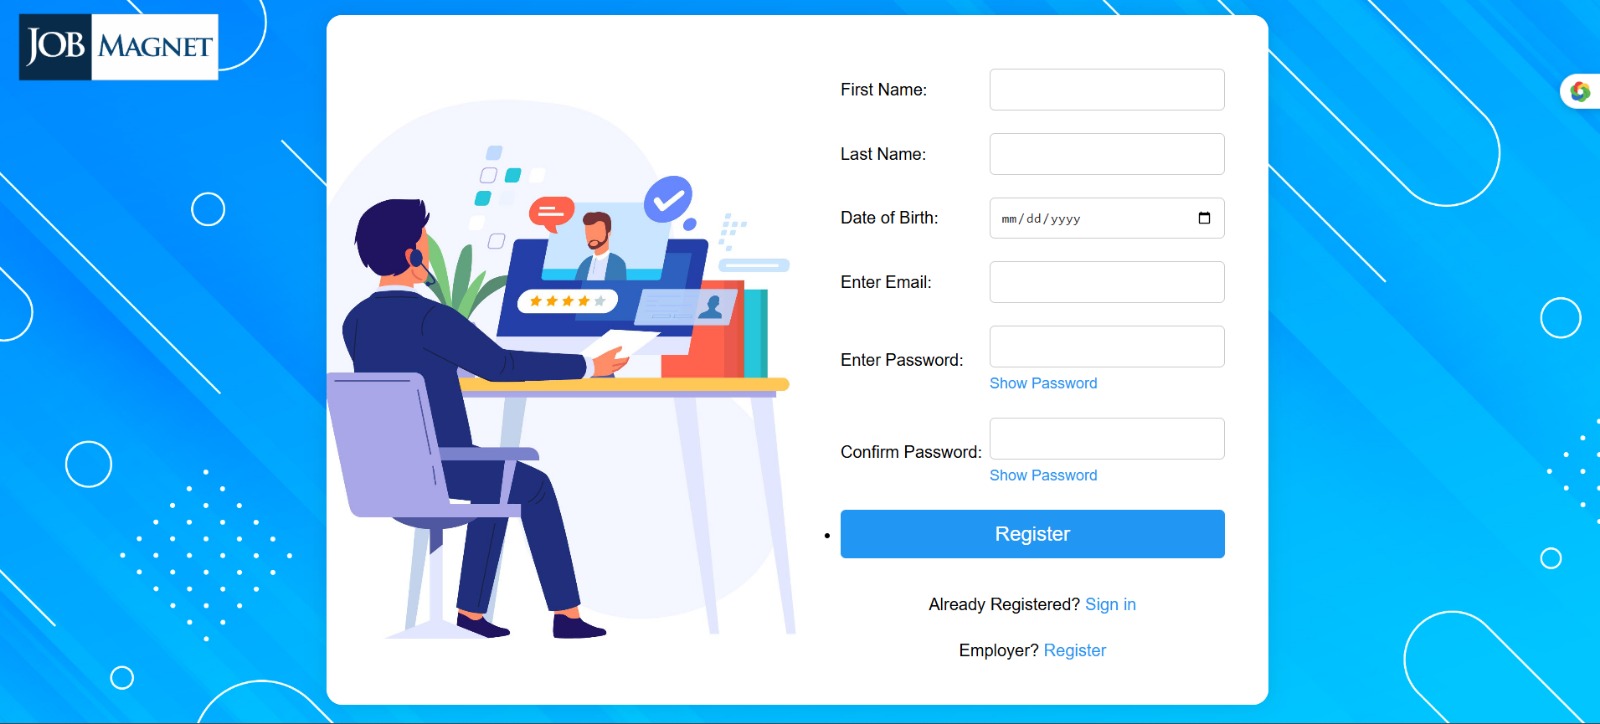 JOB MAGNET
First Name:
Last Name:
Date of Birth: mm/dd/yyyy
Enter Email:
Enter Password:
Show Password
Confirm Password:
Show Password
Register
Already Registered? Sign in
Employer? Register